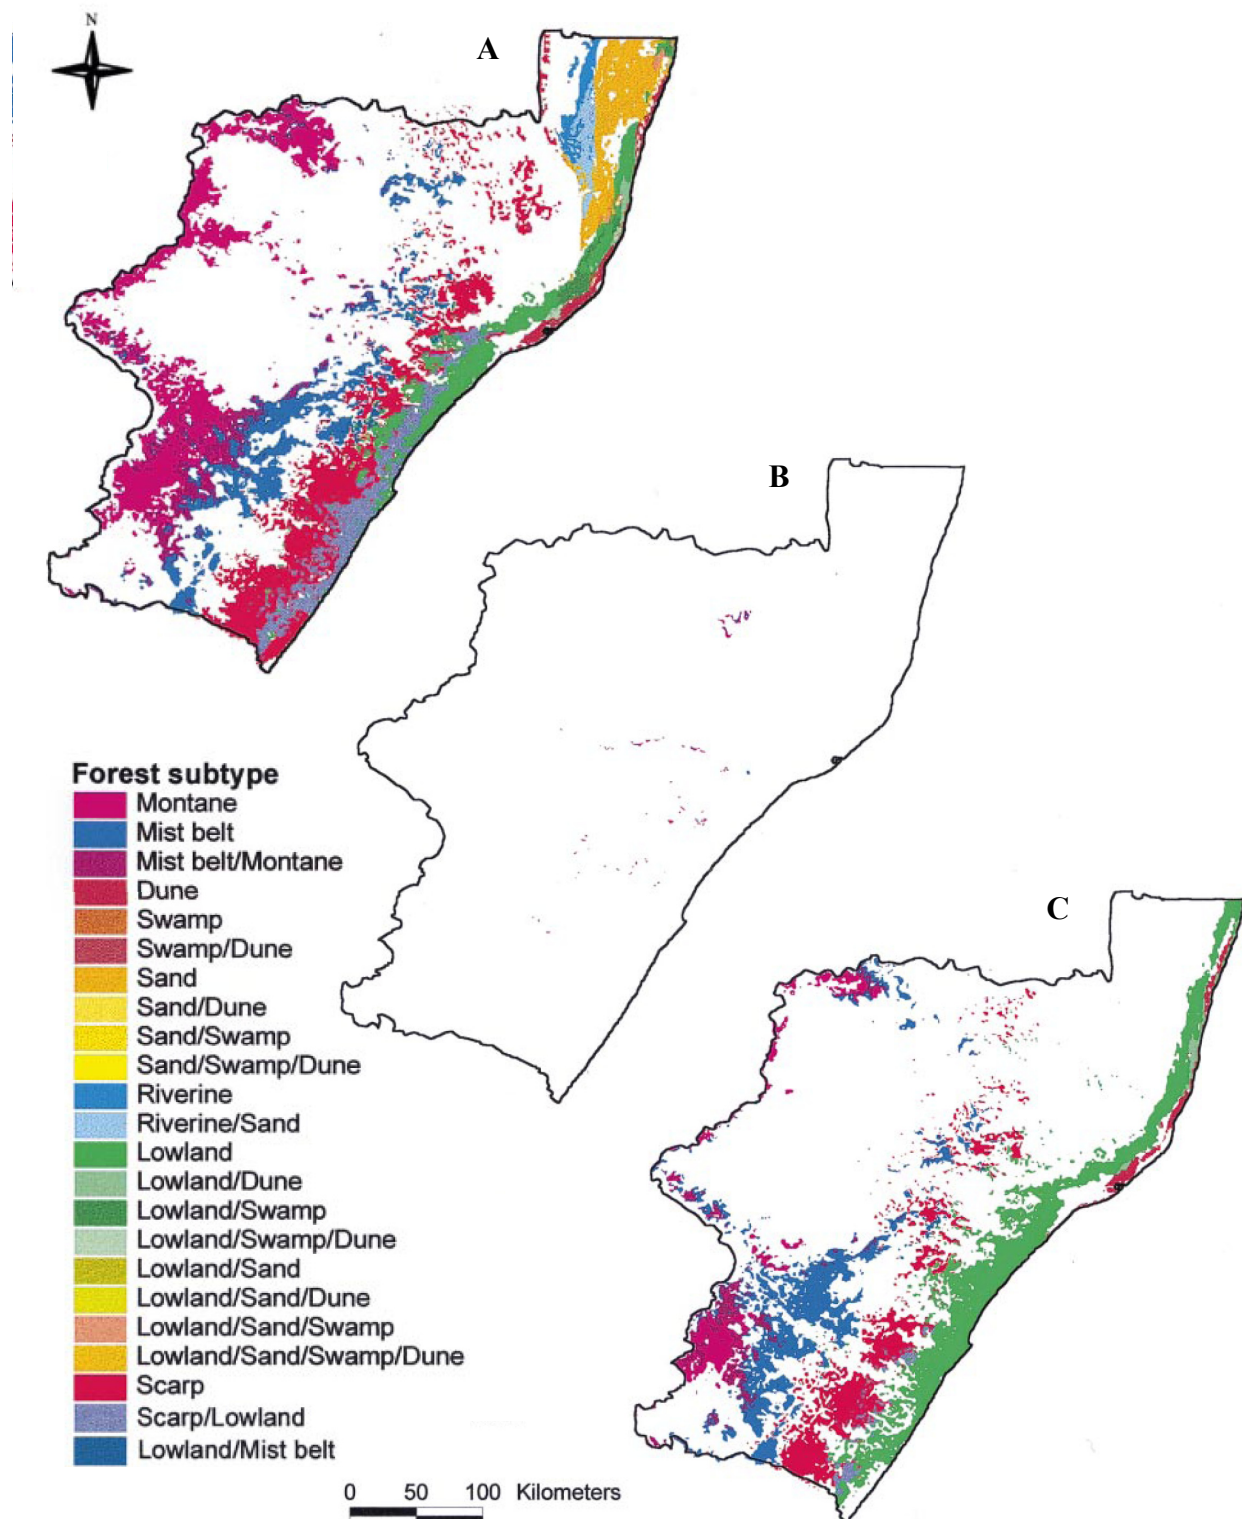 N
A
B
C
Forest subtype
Montane
Mist belt
Mist belt/Montane
Dune
Swamp
Swamp/Dune
Sand
Sand/Dune
Sand/Swamp
Sand/Swamp/Dune
Riverine
Riverine/Sand
Lowland
Lowland/Dune
Lowland/Swamp
Lowland/Swamp/Dune
Lowland/Sand
Lowland/Sand/Dune
Lowland/Sand/Swamp
Lowland/Sand/Swamp/Dune
Scarp
Scarp/Lowland
Lowland/Mist belt
0 50 100 Kilometers